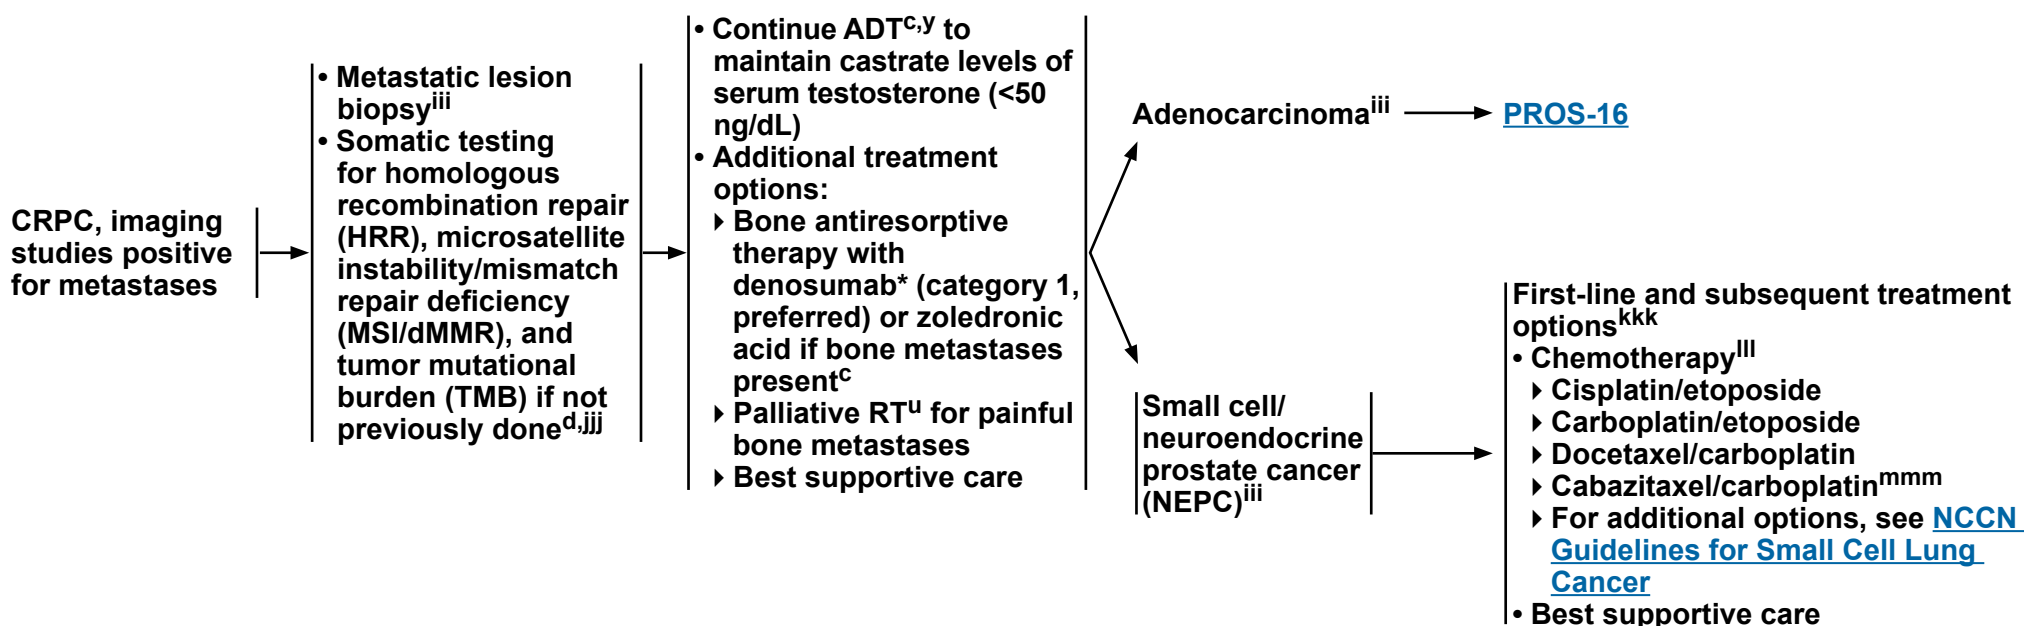 CRPC, imaging
studies positive
for metastases
• Metastatic lesion
biopsyiii
• Somatic testing
for homologous
recombination repair
(HRR), microsatellite
instability/mismatch
repair deficiency
(MSI/dMMR), and
tumor mutational
burden (TMB) if not
previously doned,jjj
• Continue ADTc,y to
maintain castrate levels of
serum testosterone (<50
ng/dL)
• Additional treatment
options:
▸ Bone antiresorptive
therapy with
denosumab* (category 1,
preferred) or zoledronic
acid if bone metastases
presentc
▸ Palliative RTu for painful
bone metastases
▸ Best supportive care
Adenocarcinomaiii
PROS-16
Small cell/
neuroendocrine
prostate cancer
(NEPC)iii
First-line and subsequent treatment
optionskkk
• Chemotherapylll
▸ Cisplatin/etoposide
▸ Carboplatin/etoposide
▸ Docetaxel/carboplatin
▸ Cabazitaxel/carboplatinmmm
▸ For additional options, see NCCN
Guidelines for Small Cell Lung
Cancer
• Best supportive care